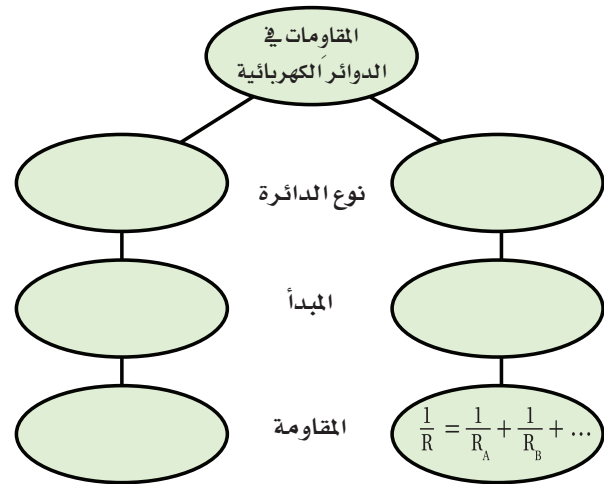 المقاومات في
الدوائر الكهربائية
نوع الدائرة
المبدأ
المقاومة
1/R = 1/R_A + 1/R_B + ...